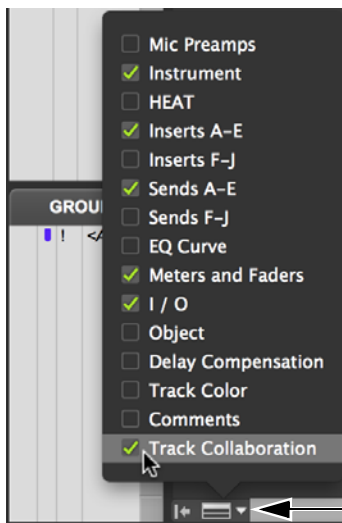 Mic Preamps
Instrument
HEAT
Inserts A–E
Inserts F–J
Sends A–E
Sends F–J
EQ Curve
Meters and Faders
I / O
Object
Delay Compensation
Track Color
Comments
Track Collaboration
GROU
! <A